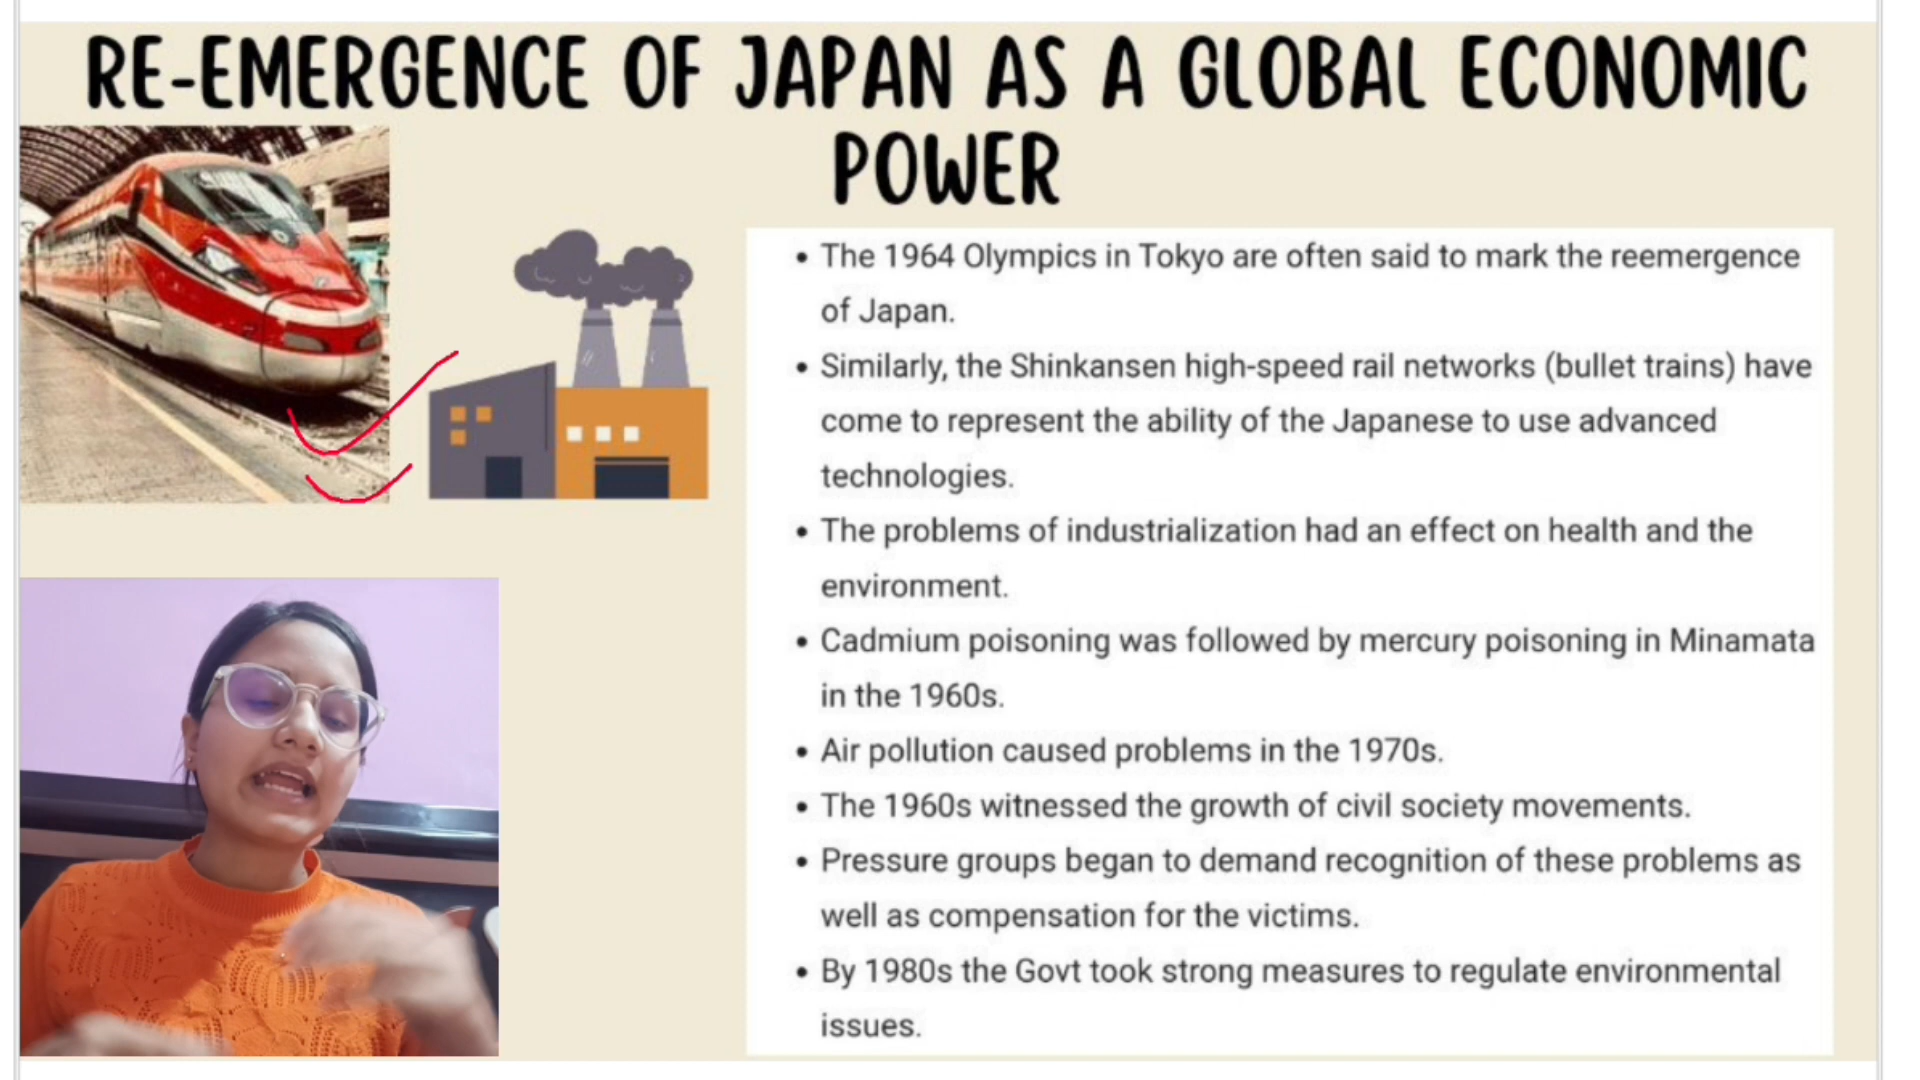 RE-EMERGENCE OF JAPAN AS A GLOBAL ECONOMIC
POWER
• The 1964 Olympics in Tokyo are often said to mark the reemergence
of Japan.
• Similarly, the Shinkansen high-speed rail networks (bullet trains) have
come to represent the ability of the Japanese to use advanced
technologies.
• The problems of industrialization had an effect on health and the
environment.
• Cadmium poisoning was followed by mercury poisoning in Minamata
in the 1960s.
• Air pollution caused problems in the 1970s.
• The 1960s witnessed the growth of civil society movements.
• Pressure groups began to demand recognition of these problems as
well as compensation for the victims.
• By 1980s the Govt took strong measures to regulate environmental
issues.